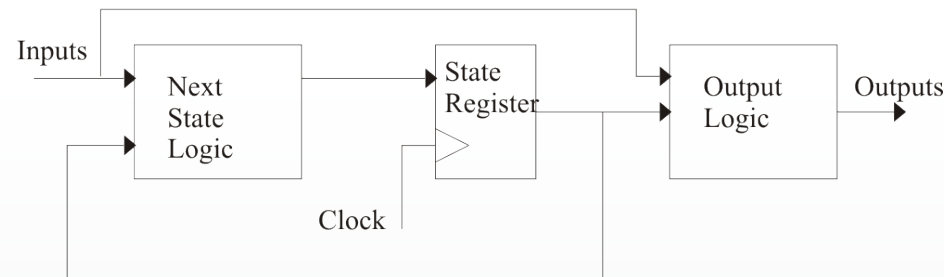 Inputs
Next
State
Logic
State
Register
Clock
Output
Logic
Outputs